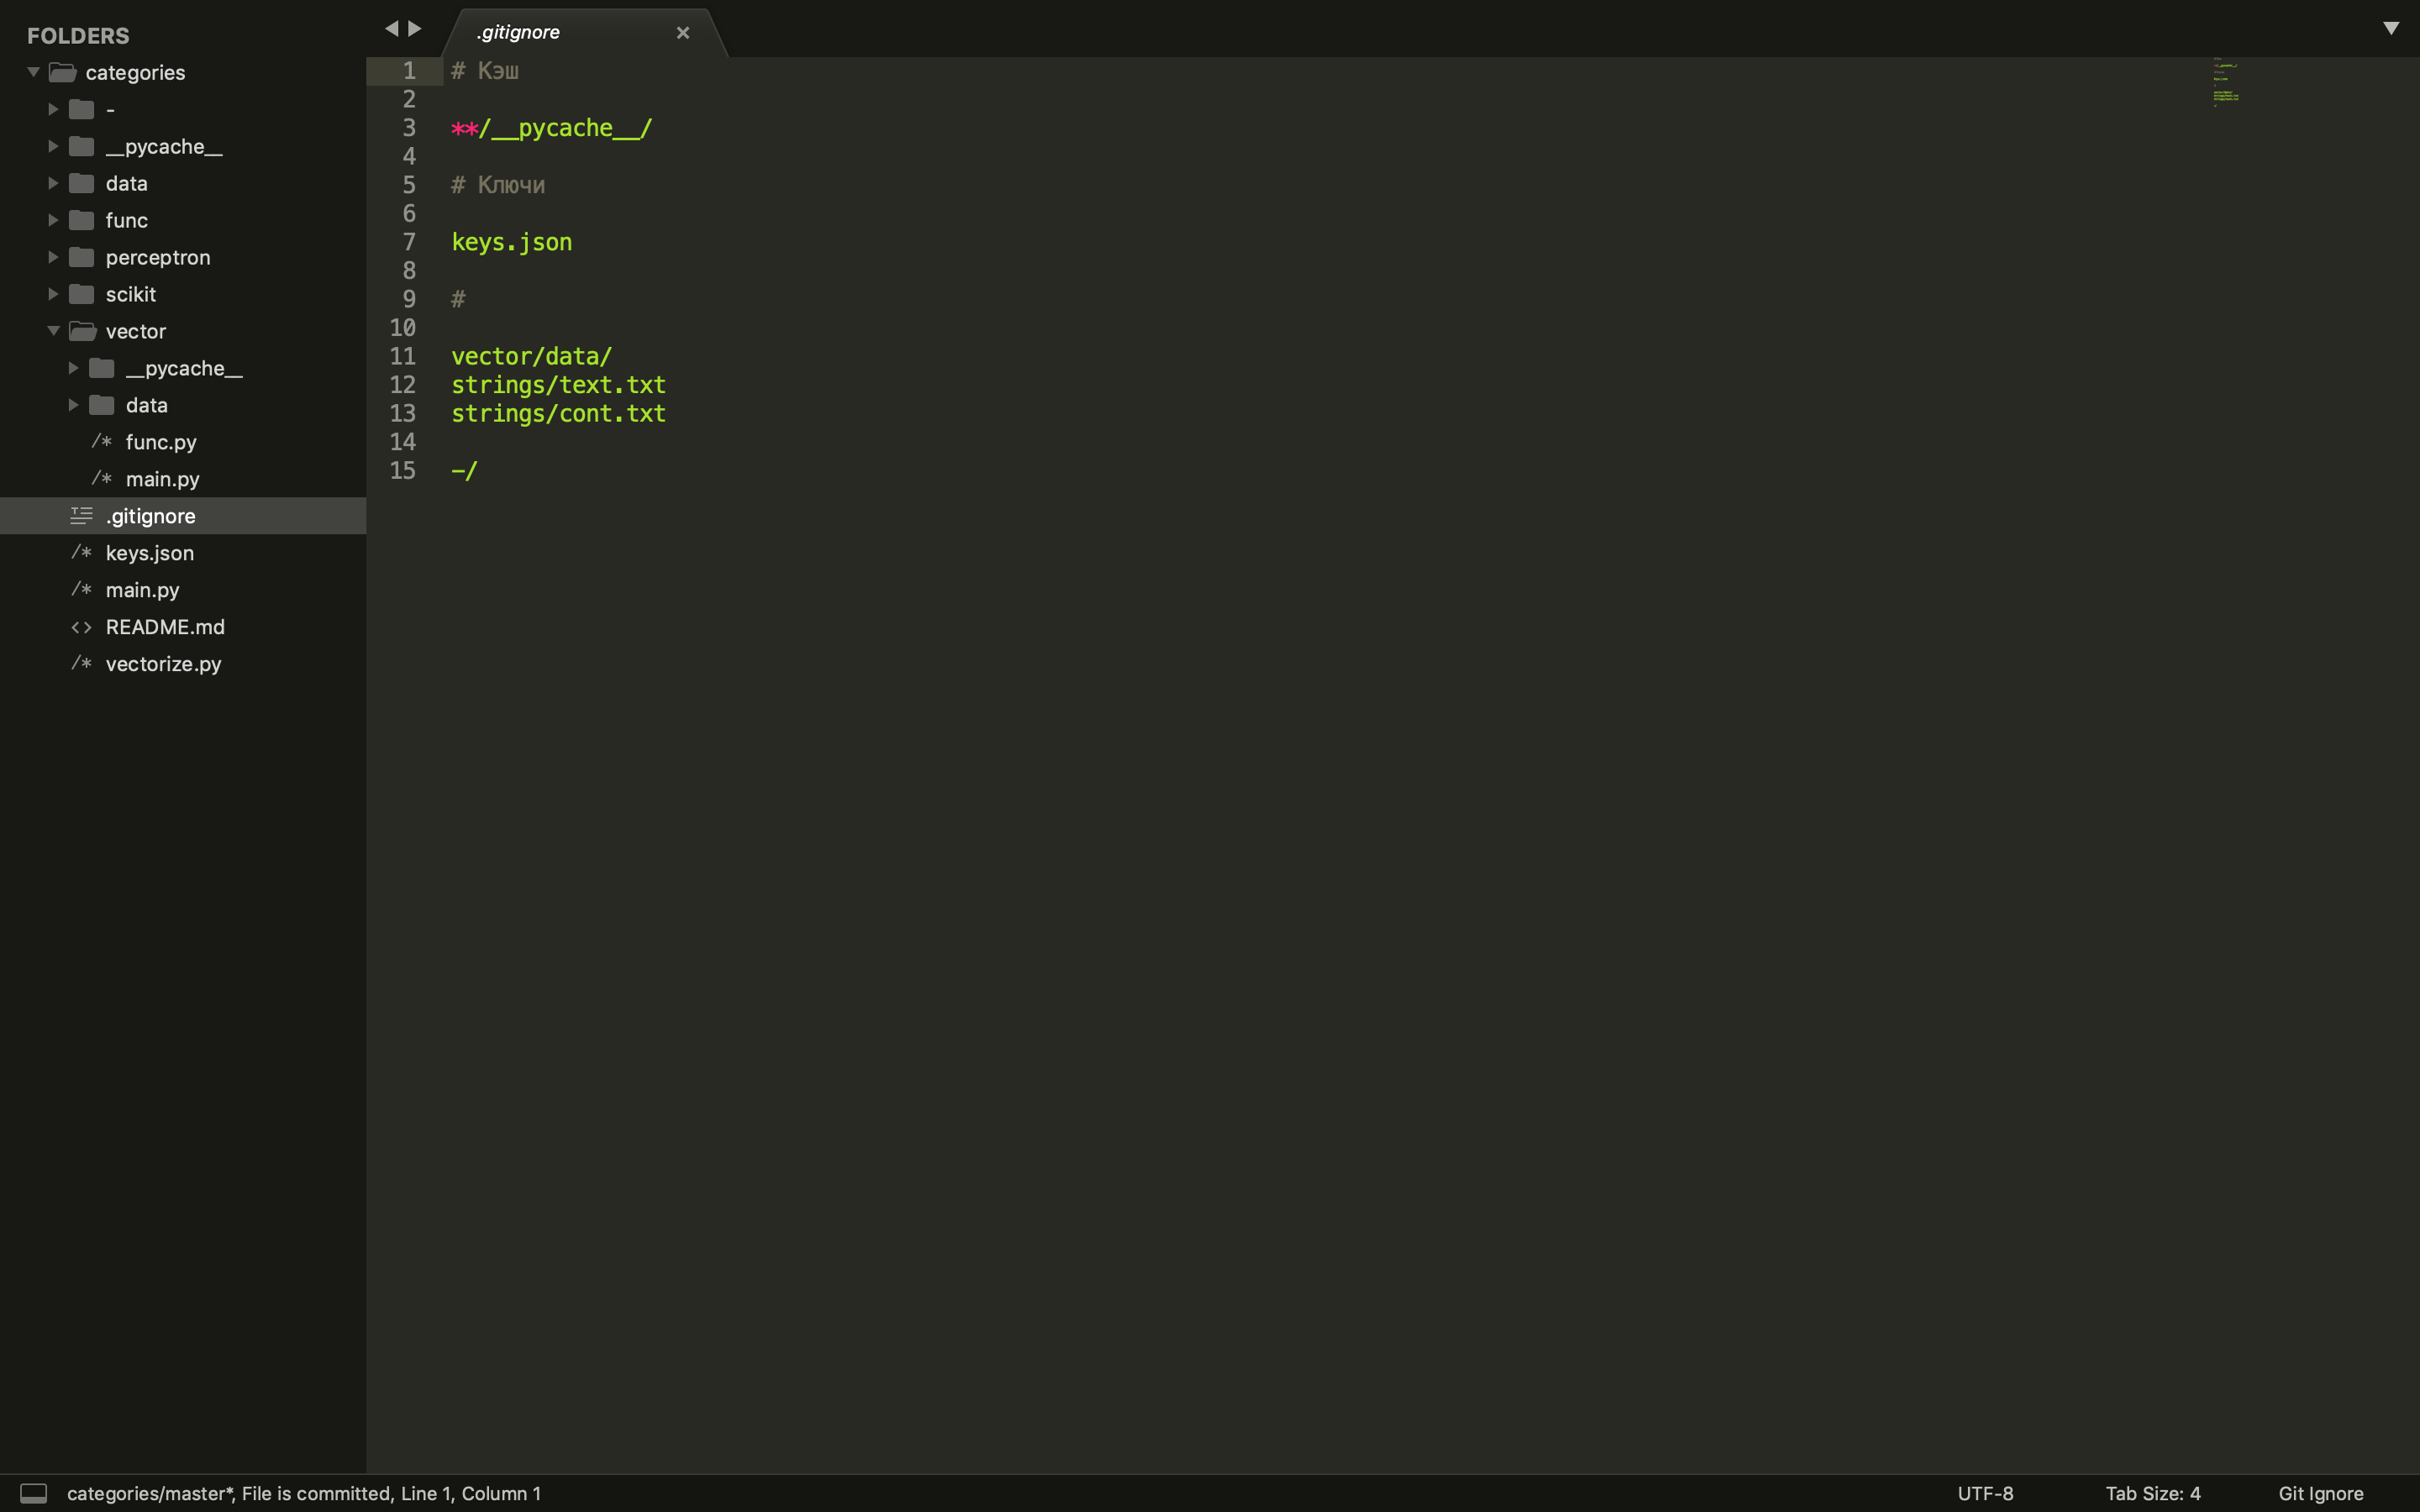 FOLDERS
categories
-
__pycache__
data
func
perceptron
scikit
vector
__pycache__
data
/* func.py
/* main.py
.gitignore
/* keys.json
/* main.py
<> README.md
/* vectorize.py
.gitignore ×
1 # Кэш
2
3 **/__pycache__/
4
5 # Ключи
6
7 keys.json
8
9 #
10
11 vector/data/
12 strings/text.txt
13 strings/cont.txt
14
15 -/
categories/master*, File is committed, Line 1, Column 1
UTF-8
Tab Size: 4
Git Ignore